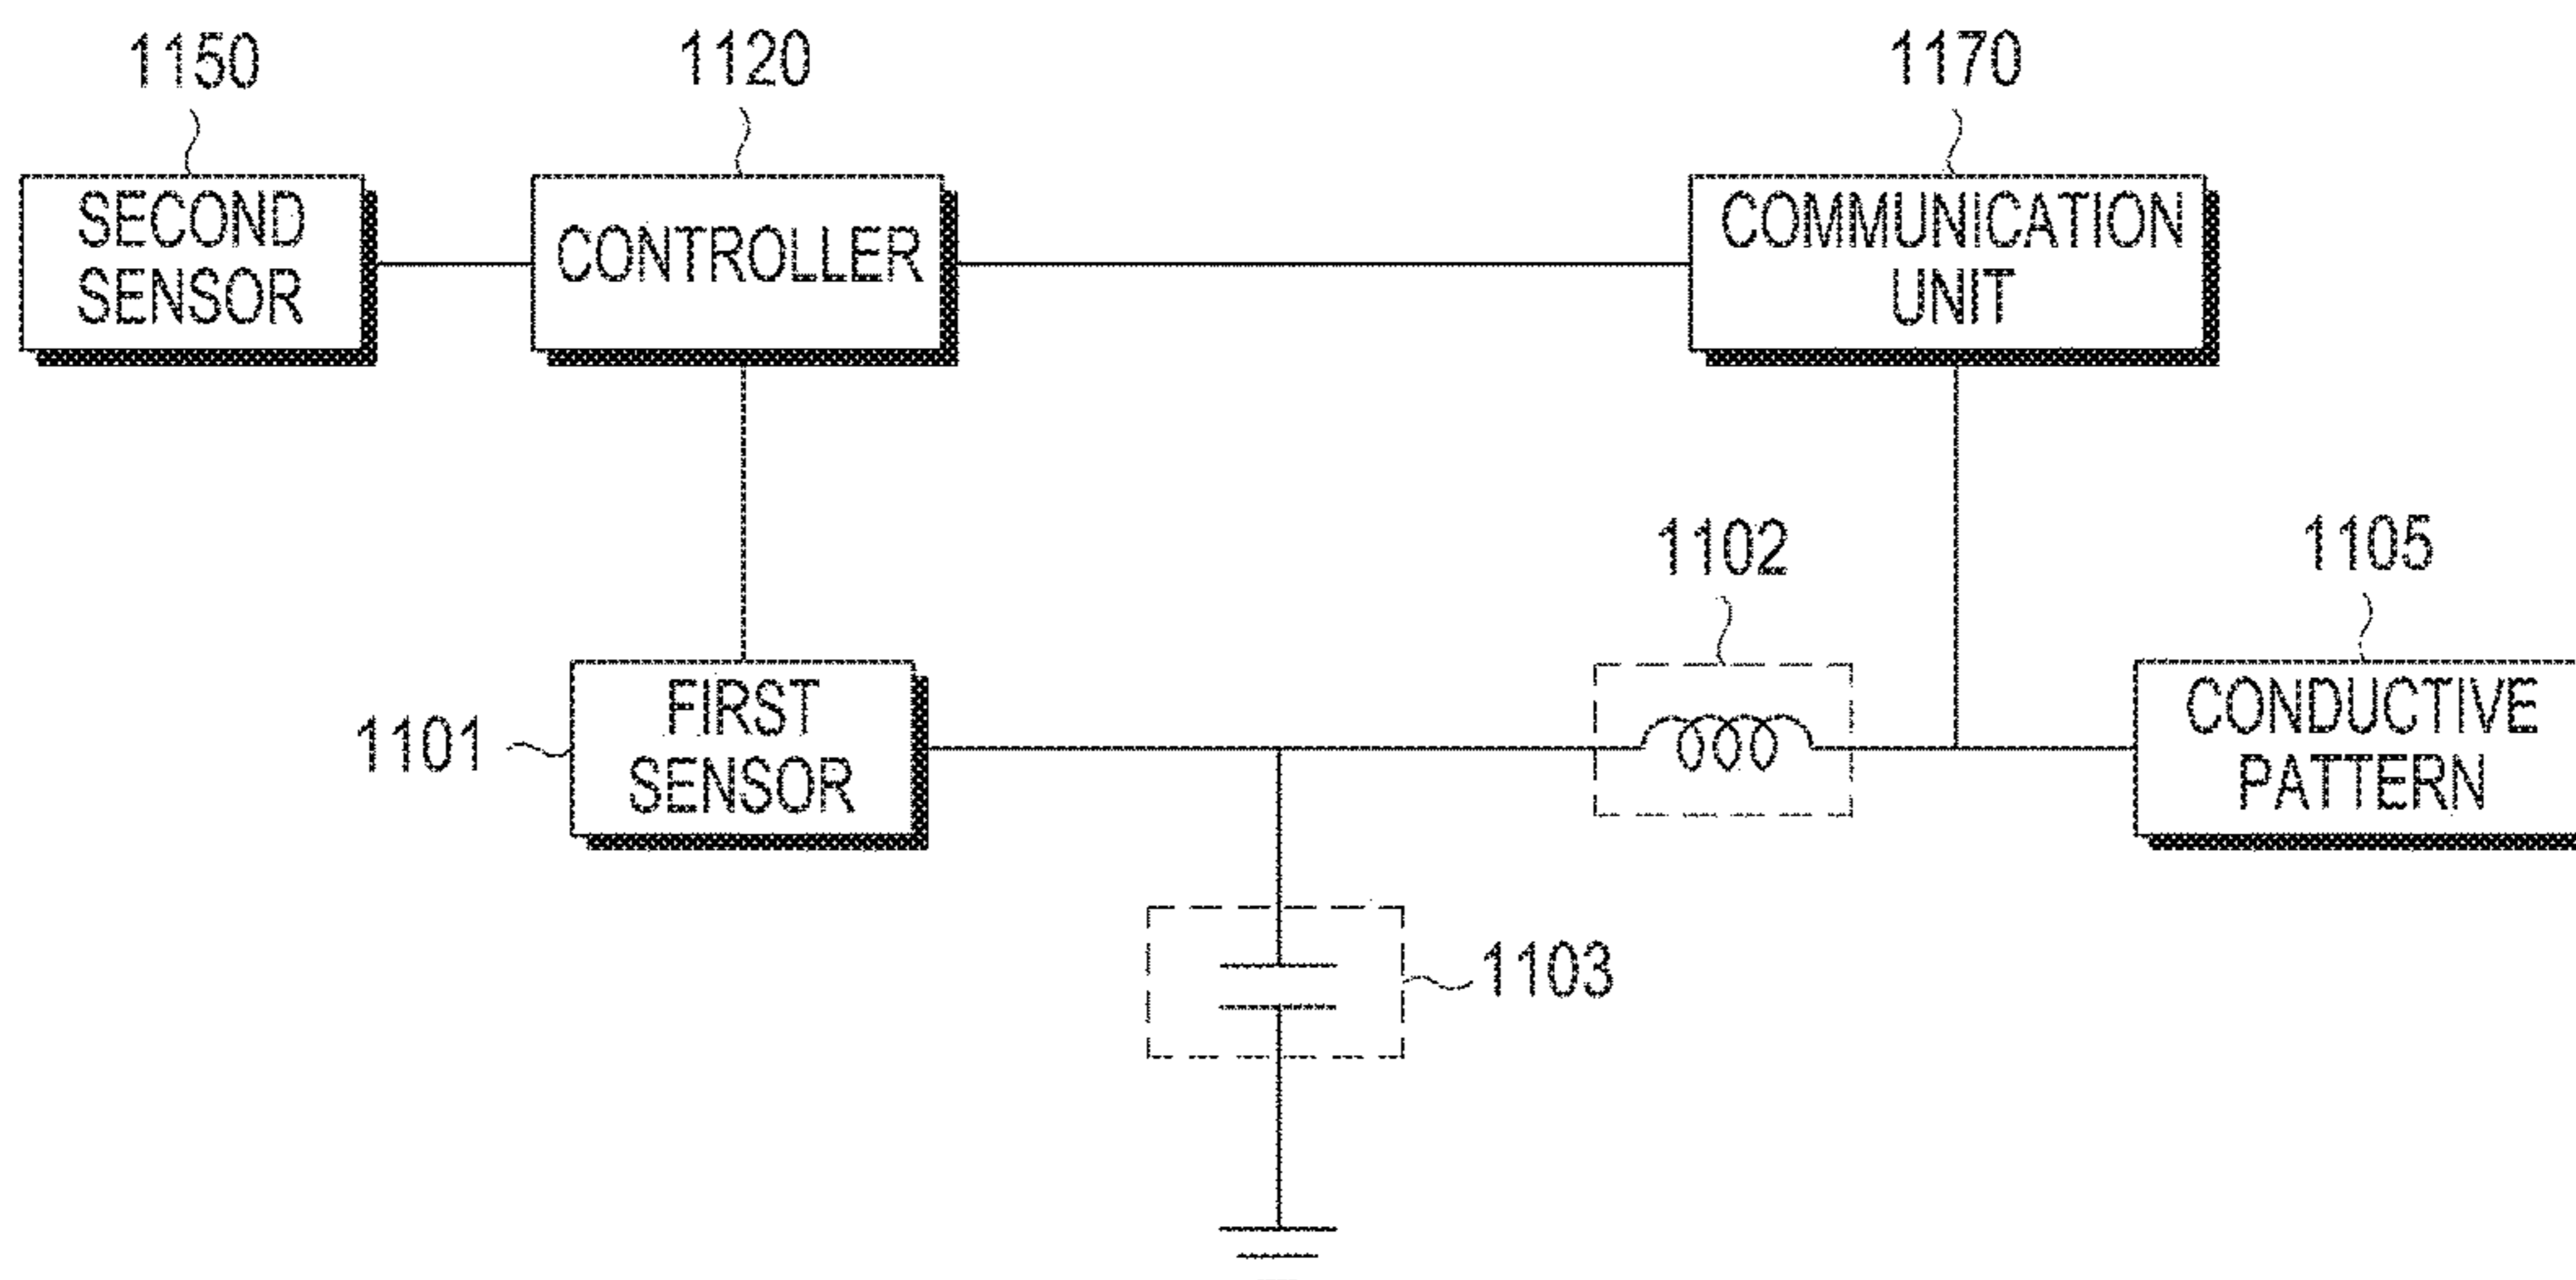 1150
1120
1170
SECOND
SENSOR
CONTROLLER
COMMUNICATION
UNIT
1102
1105
1101
FIRST
SENSOR
CONDUCTIVE
PATTERN
1103